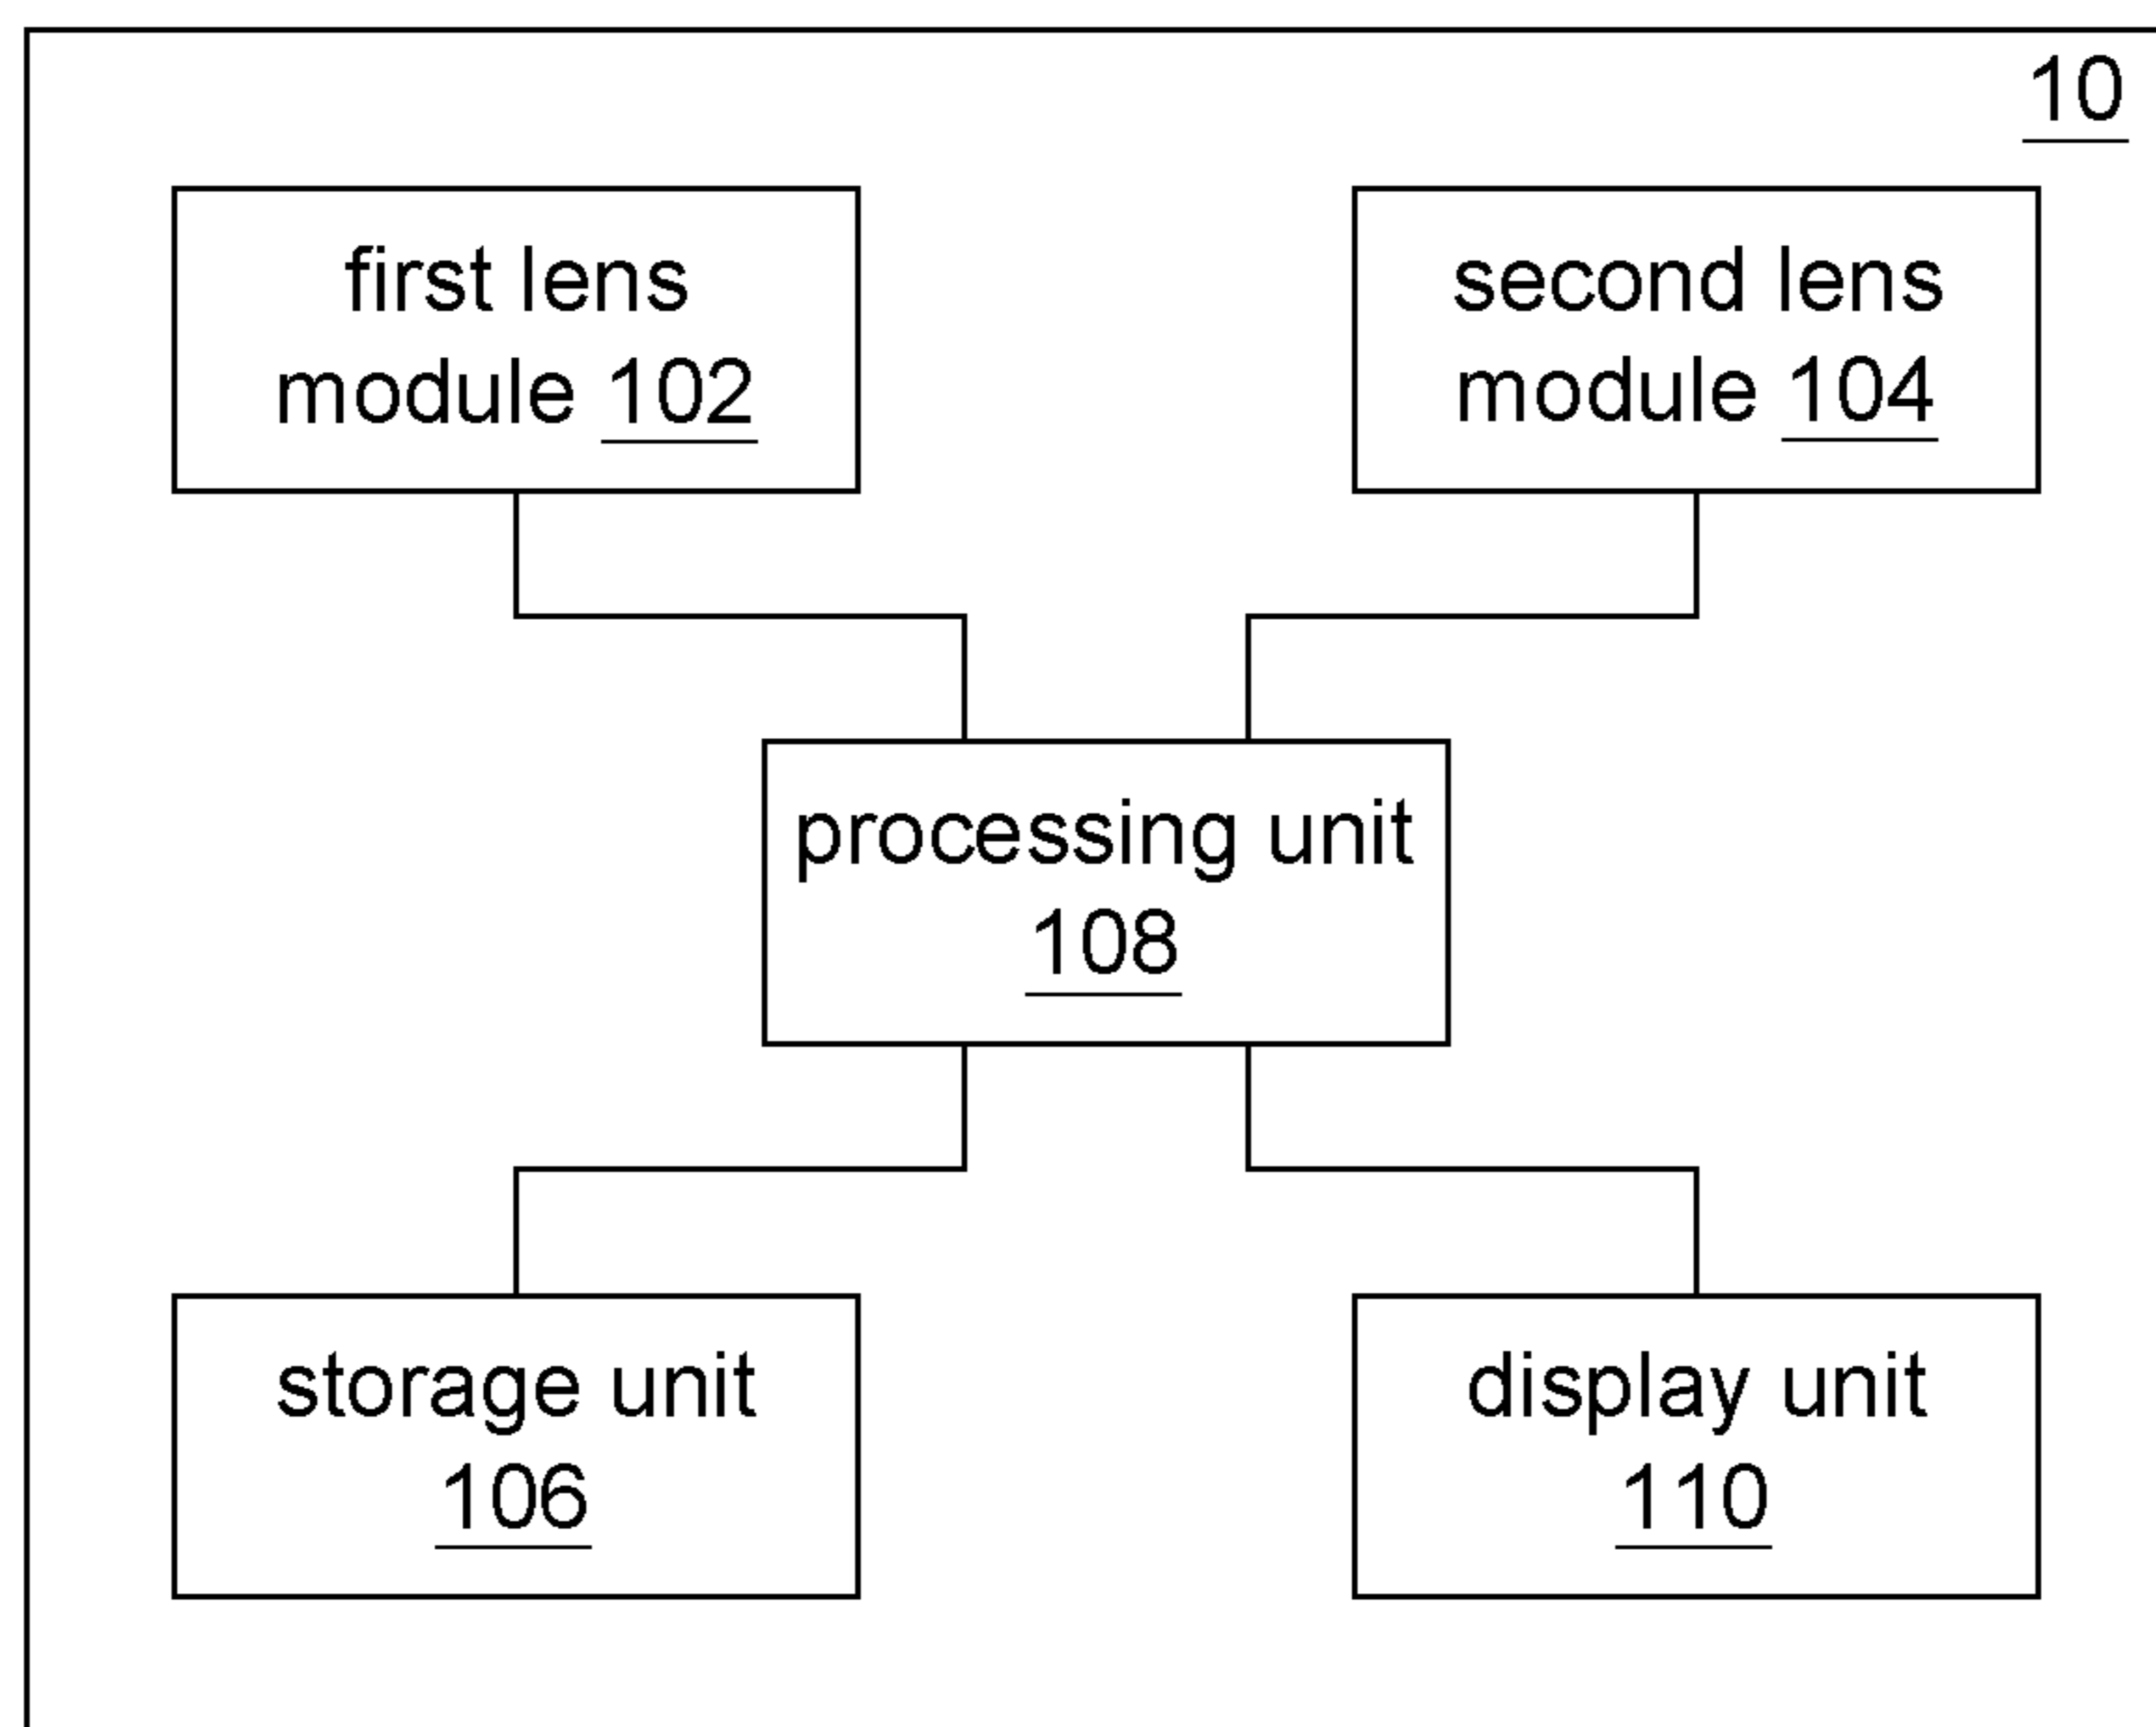 10
first lens
module 102
second lens
module 104
processing unit
108
storage unit
106
display unit
110